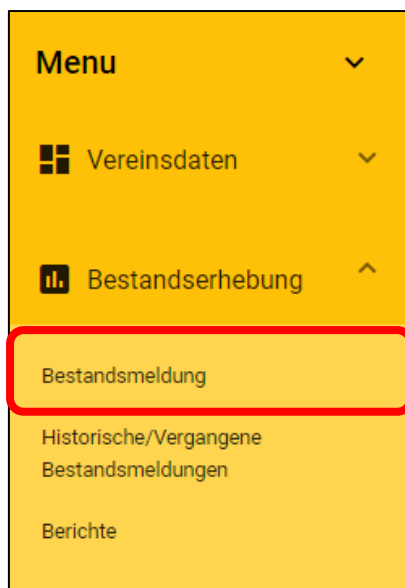 Menu
Vereinsdaten
Bestandserhebung
Bestandsmeldung
Historische/Vergangene
Bestandsmeldungen
Berichte